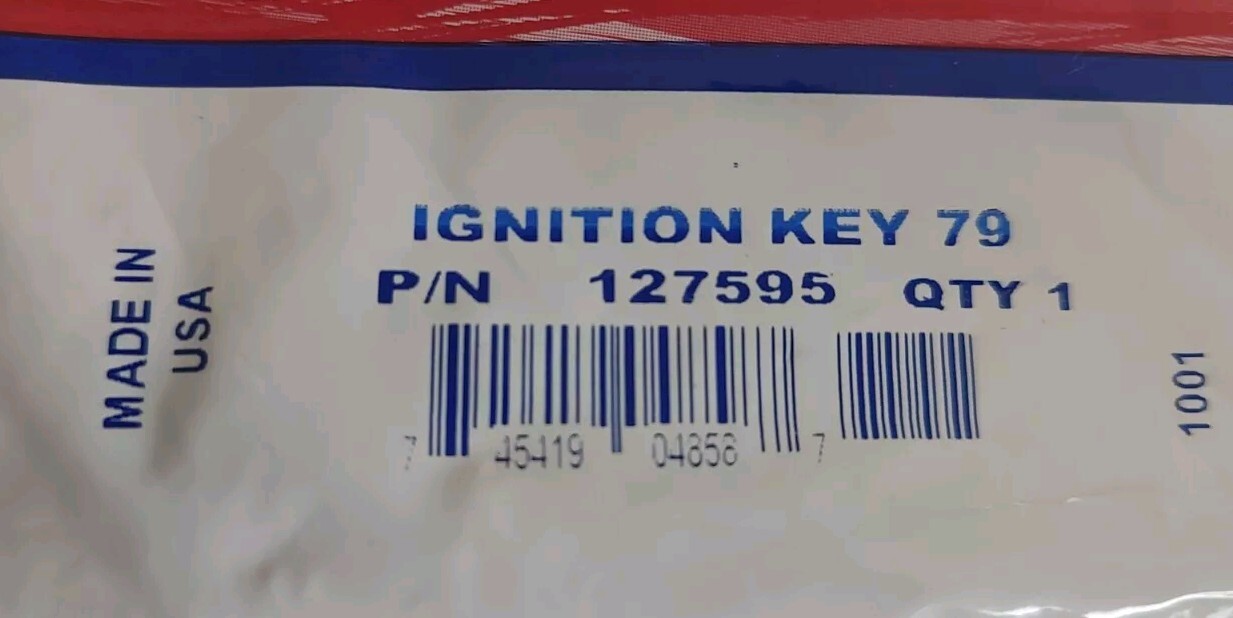 IGNITION KEY 79
P/N 127595 QTY 1
7 45419 04858 7
MADE IN
USA
1001